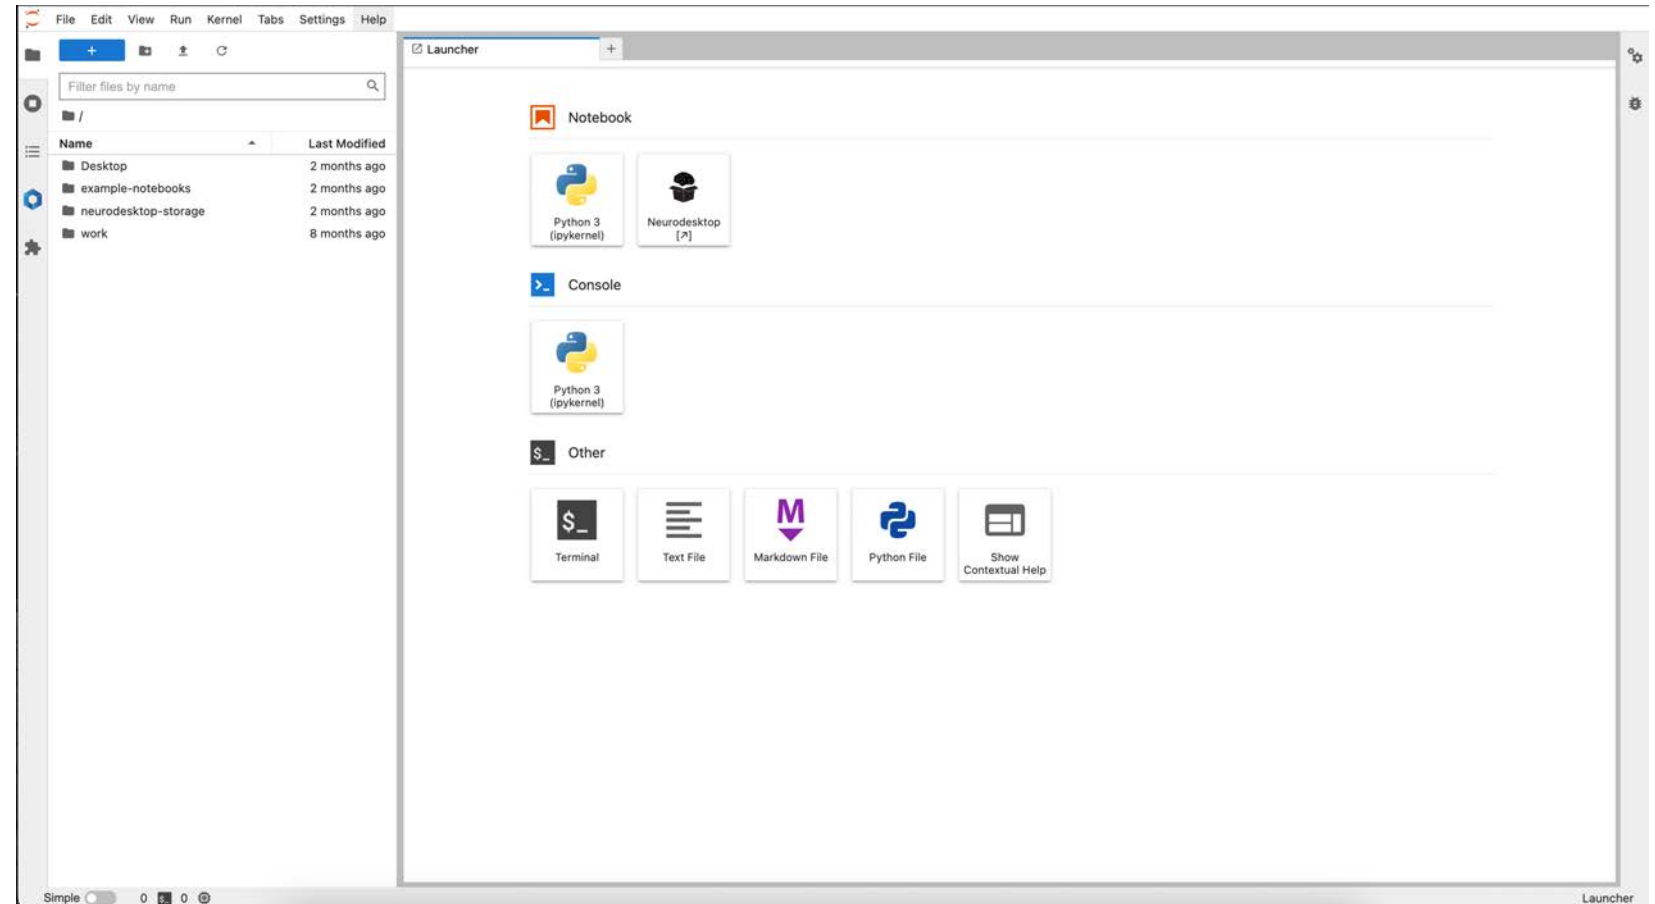 File Edit View Run Kernel Tabs Settings Help
+
Filter files by name
/
Name Last Modified
Desktop 2 months ago
example-notebooks 2 months ago
neurodesktop-storage 2 months ago
work 8 months ago
Launcher +
Notebook
Python 3
(ipykernel)
Neurodesktop
[↗]
Console
Python 3
(ipykernel)
$_ Other
$_
Terminal
Text File
M
Markdown File
Python File
Show
Contextual Help
Simple 0 $_ 0
Launcher